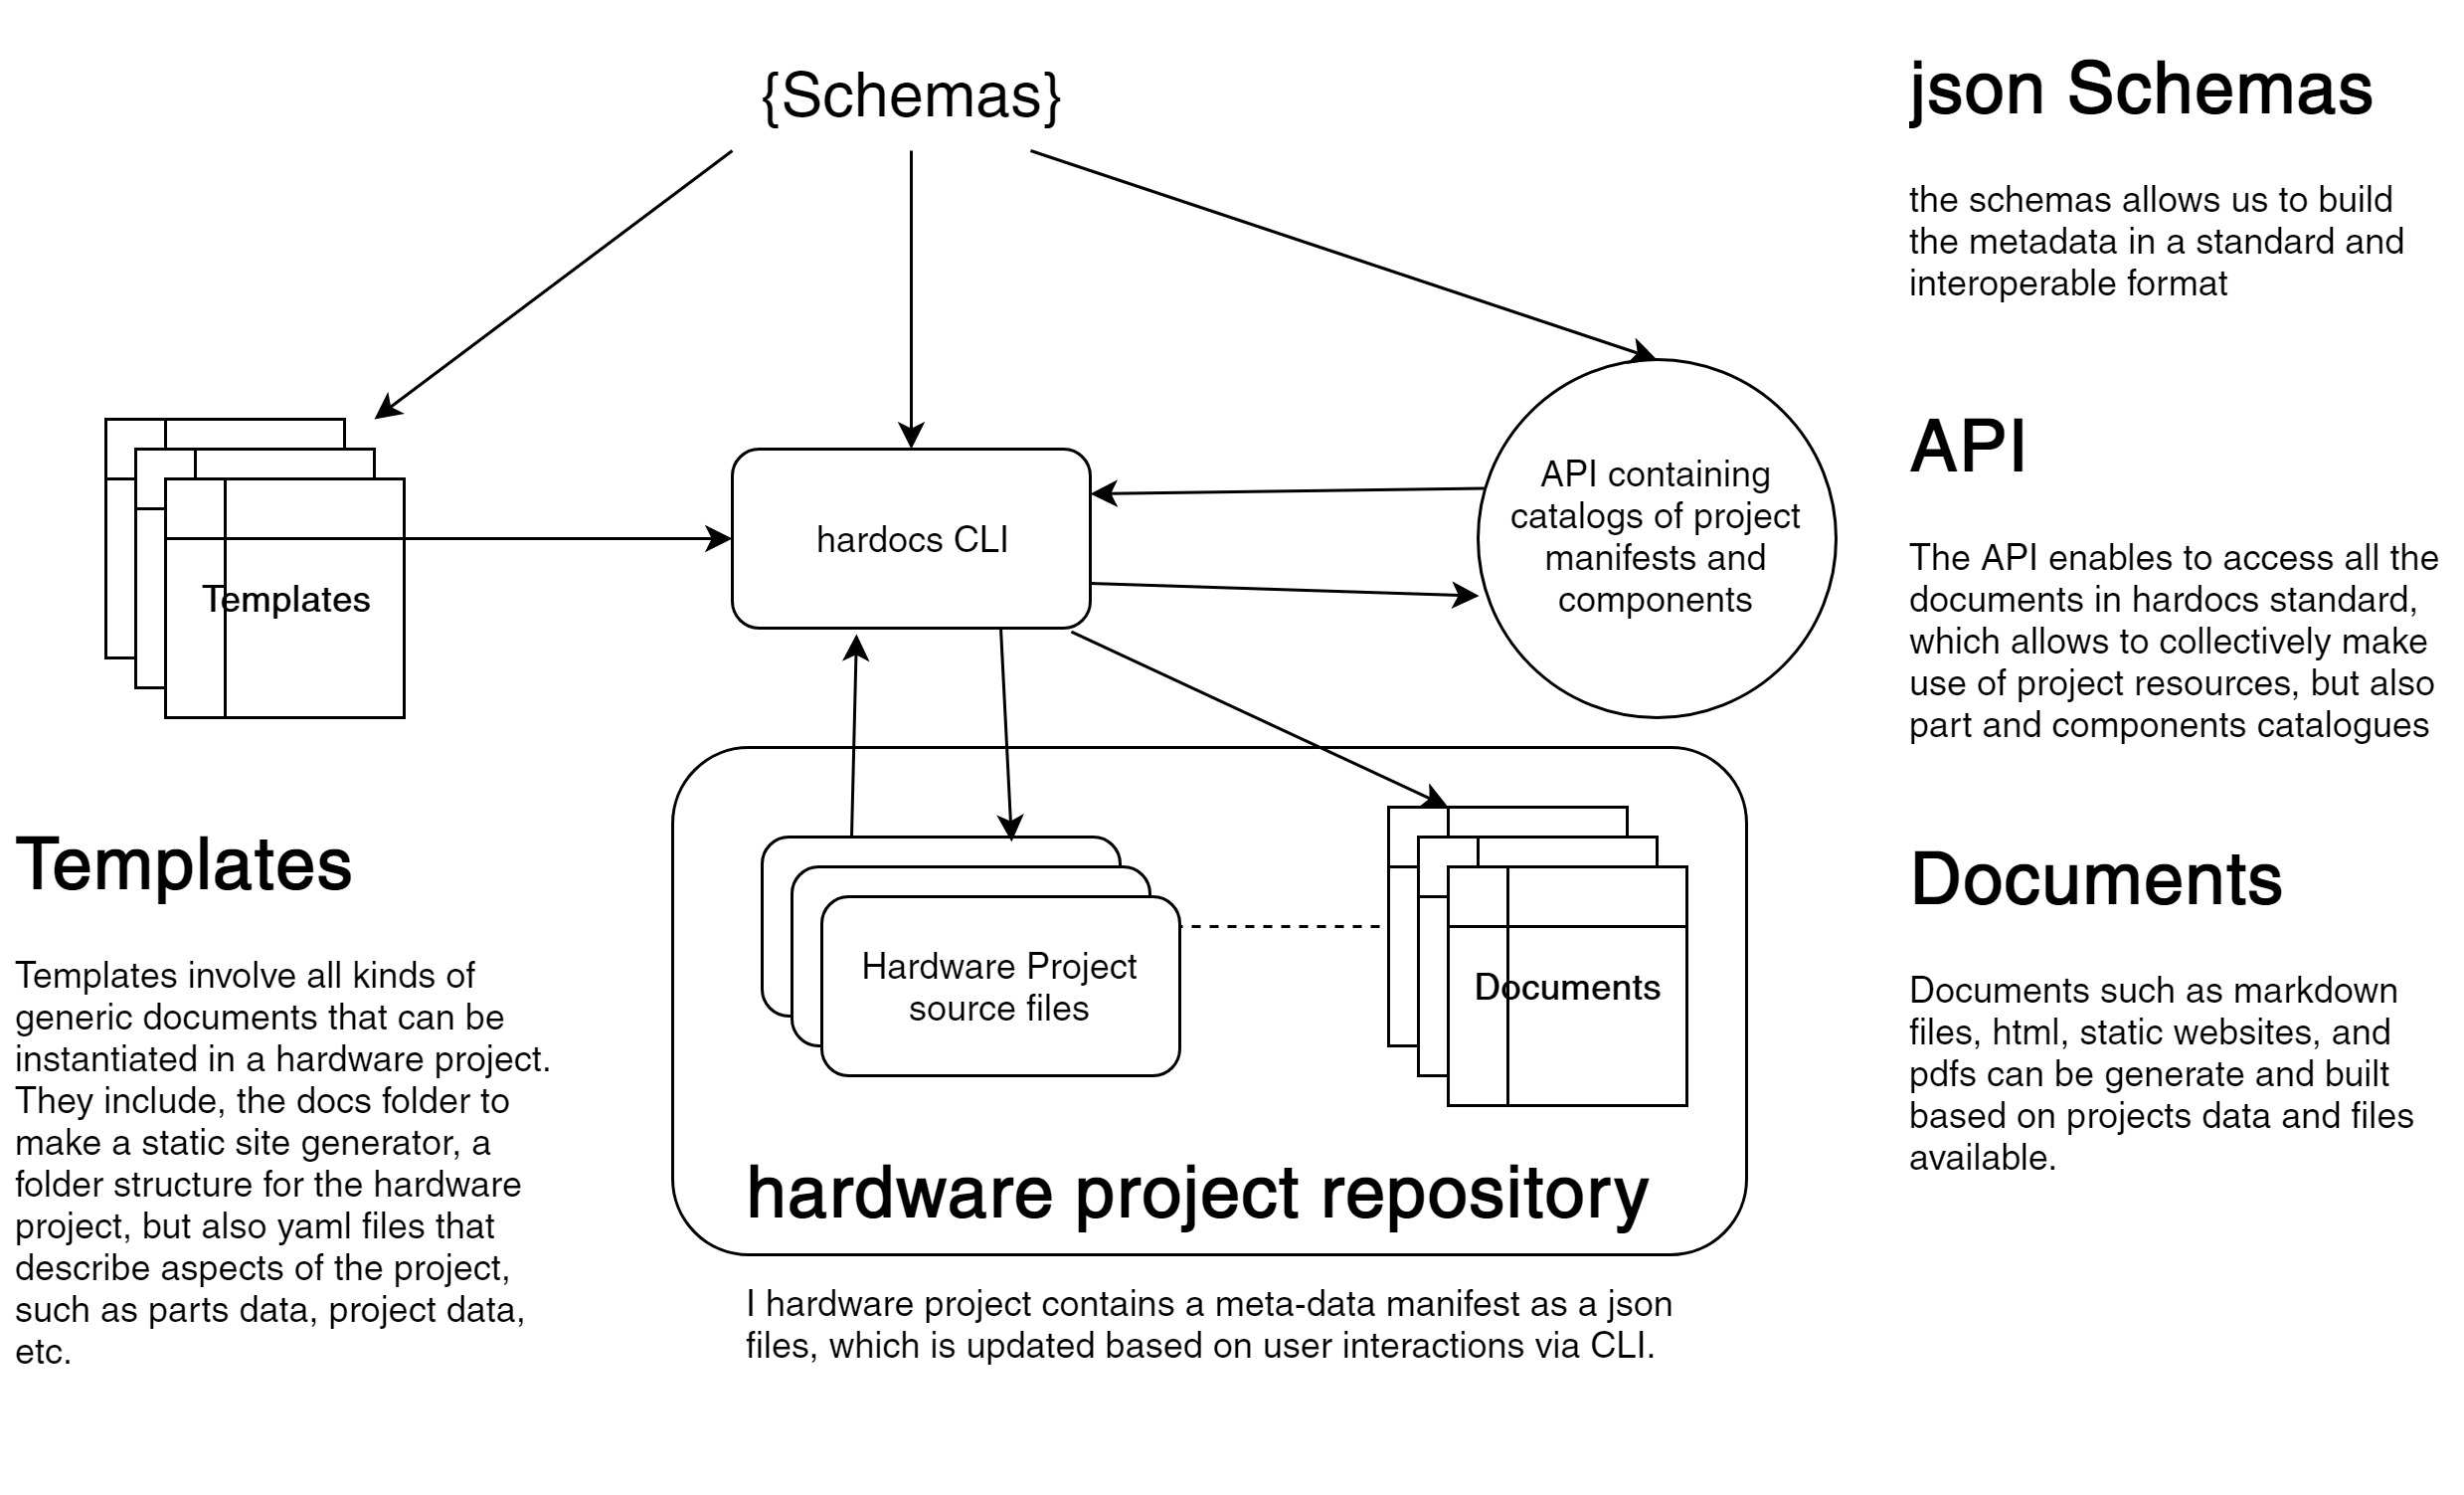 {Schemas}
json Schemas
the schemas allows us to build
the metadata in a standard and
interoperable format
Templates
hardocs CLI
API containing
catalogs of project
manifests and
components
API
The API enables to access all the
documents in hardocs standard,
which allows to collectively make
use of project resources, but also
part and components catalogues
Templates
Templates involve all kinds of
generic documents that can be
instantiated in a hardware project.
They include, the docs folder to
make a static site generator, a
folder structure for the hardware
project, but also yaml files that
describe aspects of the project,
such as parts data, project data,
etc.
Hardware Project
source files
Documents
hardware project repository
I hardware project contains a meta-data manifest as a json
files, which is updated based on user interactions via CLI.
Documents
Documents such as markdown
files, html, static websites, and
pdfs can be generate and built
based on projects data and files
available.